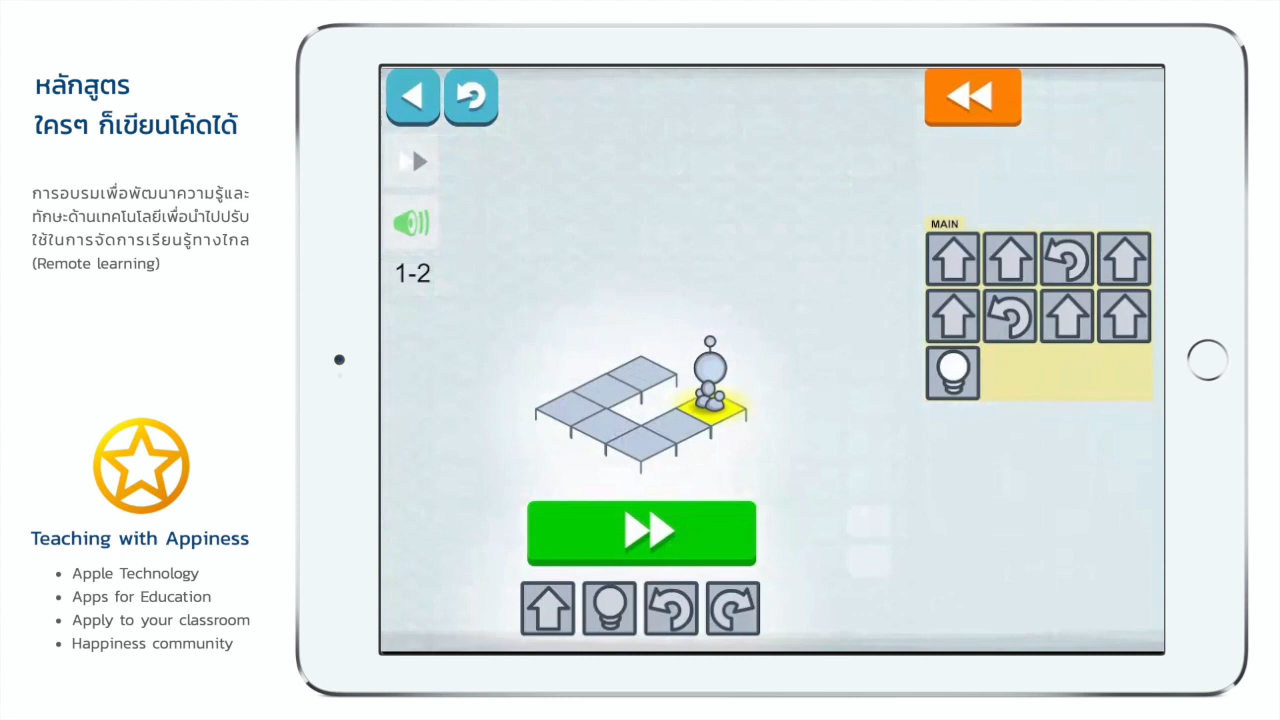 หลักสูตร
ใครๆ ก็เขียนโค้ดได้
การอบรมเพื่อพัฒนาความรู้และ
ทักษะด้านเทคโนโลยีเพื่อนำไปปรับ
ใช้ในการจัดการเรียนรู้ทางไกล
(Remote learning)
Teaching with Appiness
• Apple Technology
• Apps for Education
• Apply to your classroom
• Happiness community
1-2
MAIN